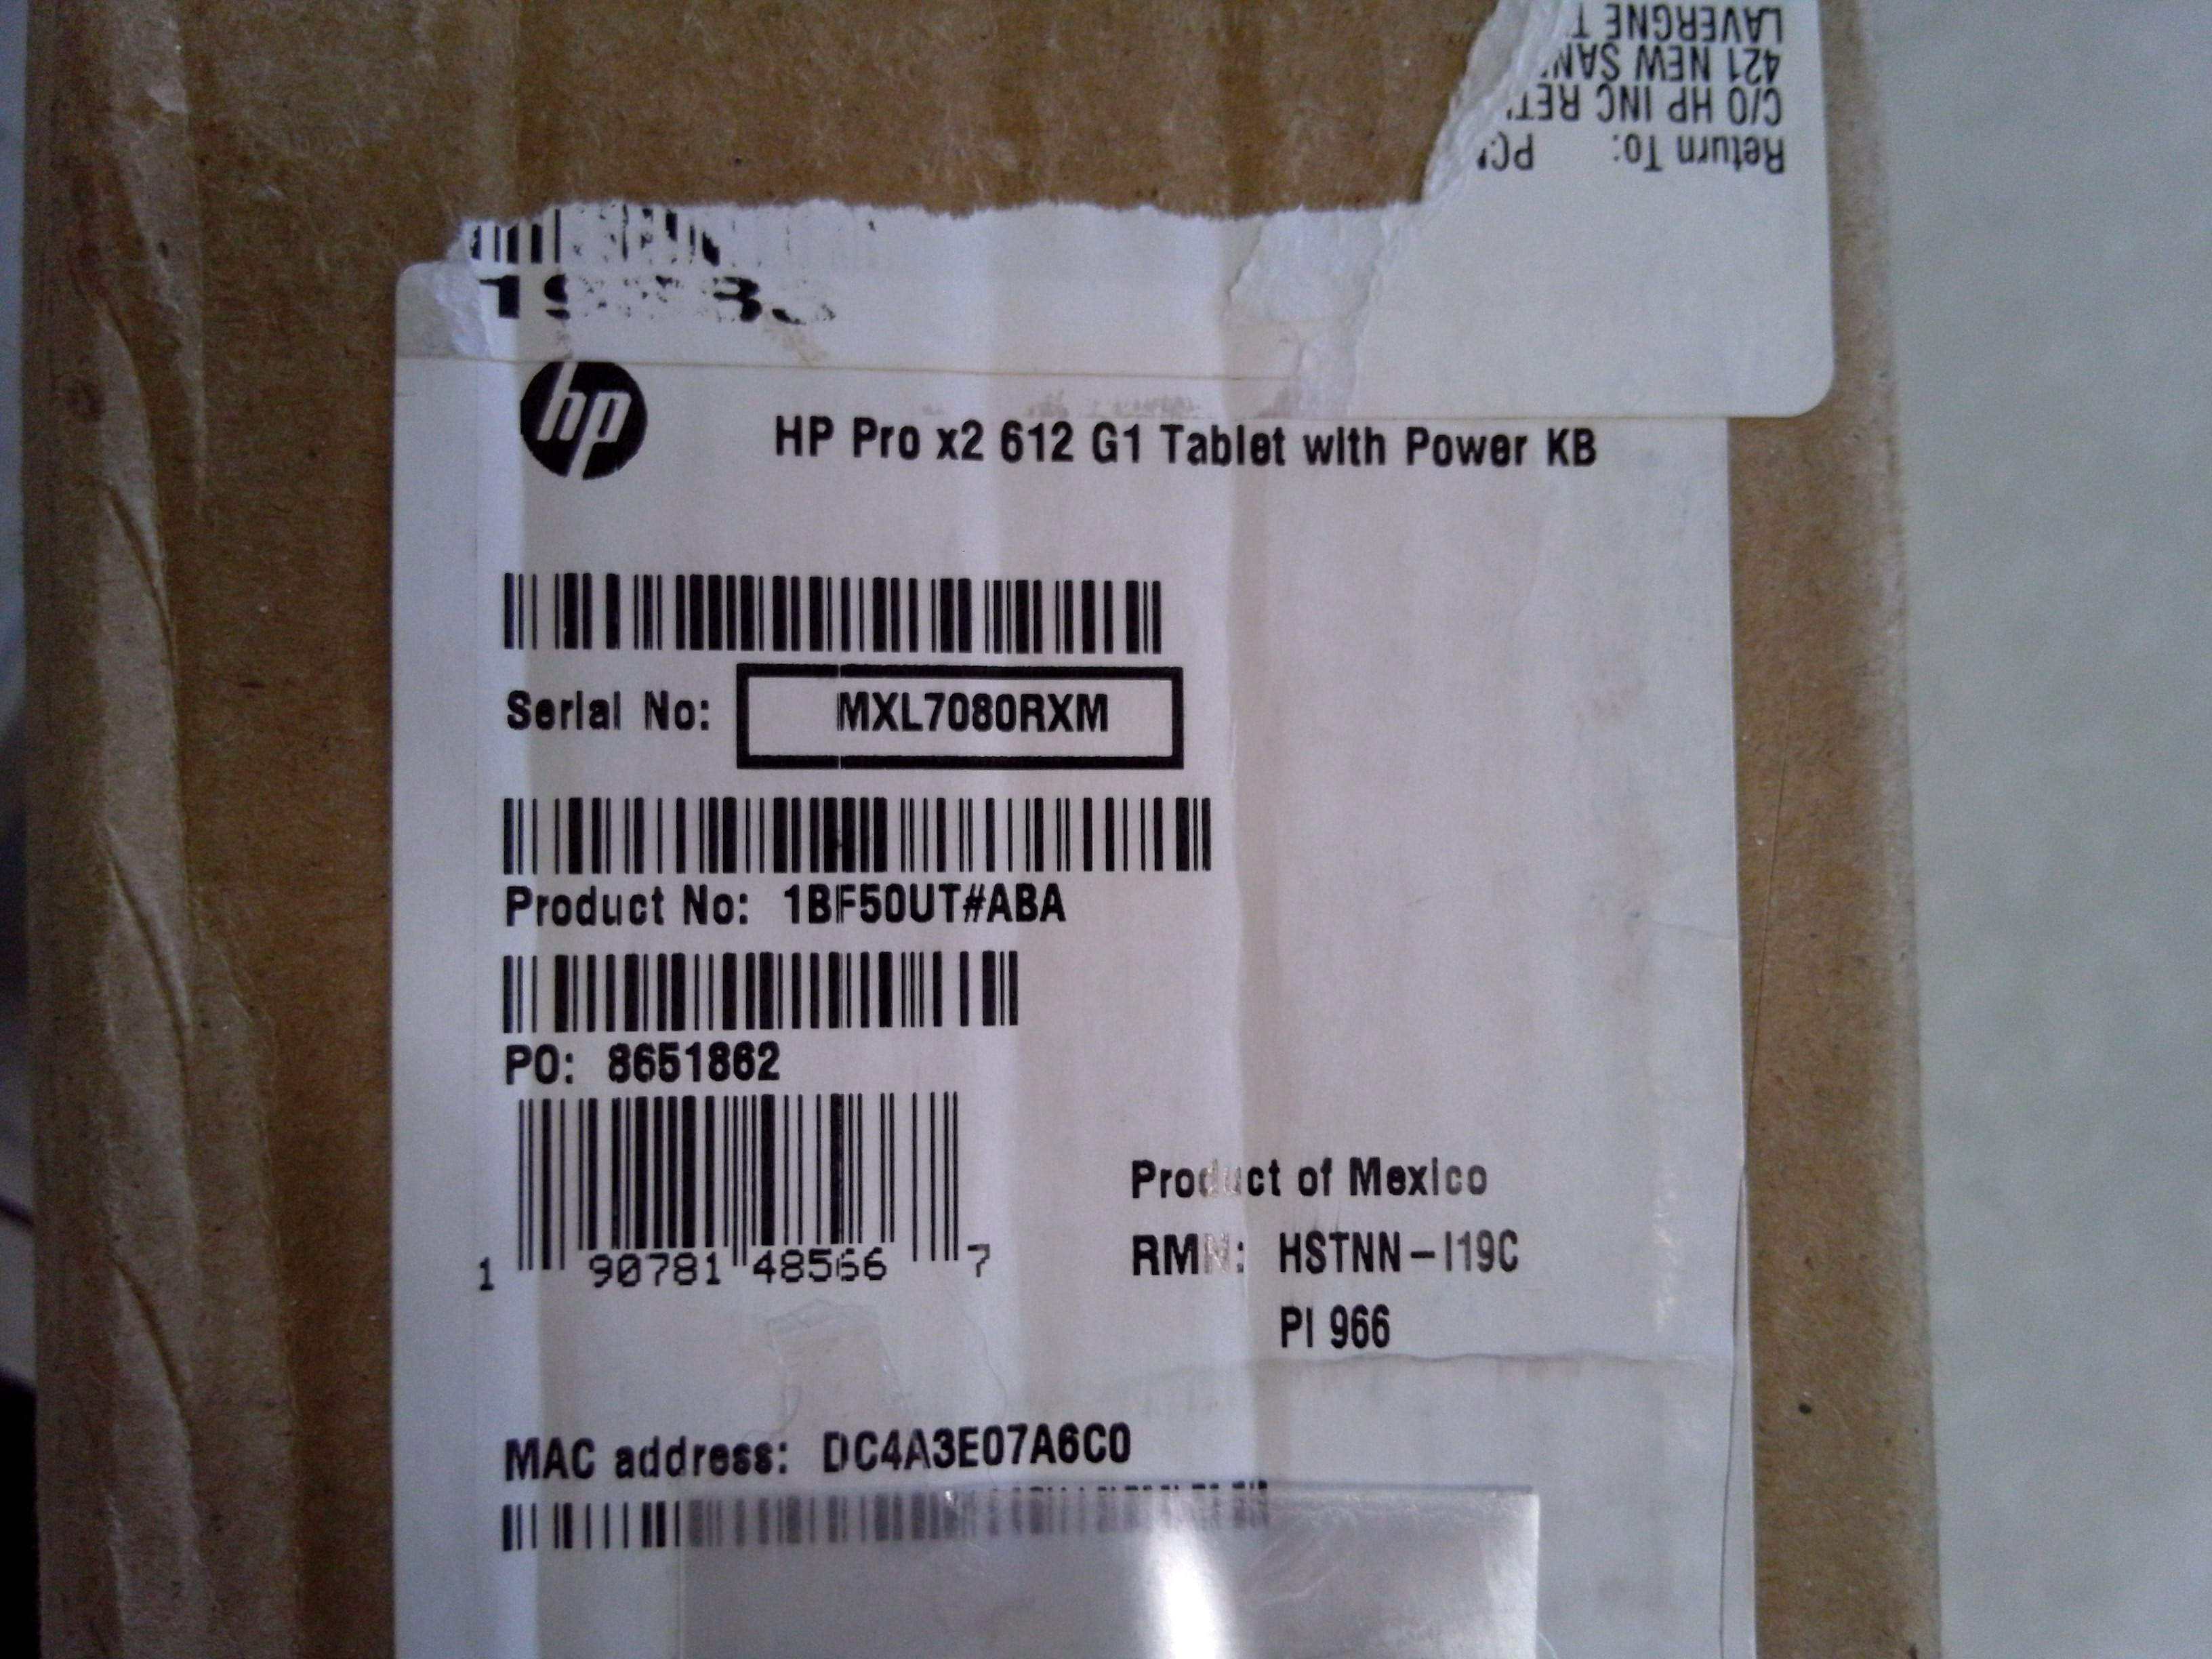 LAVERGNE
421 NEW
C/O HP INC
Return To:
hp
HP Pro x2 612 G1 Tablet with Power KB
Serial No: MXL7080RXM
Product No: 1BF50UT#ABA
PO: 8651862
1 90781 48566 7
Product of Mexico
RMN: HSTNN-I19C
PI 966
MAC address: DC4A3E07A6C0